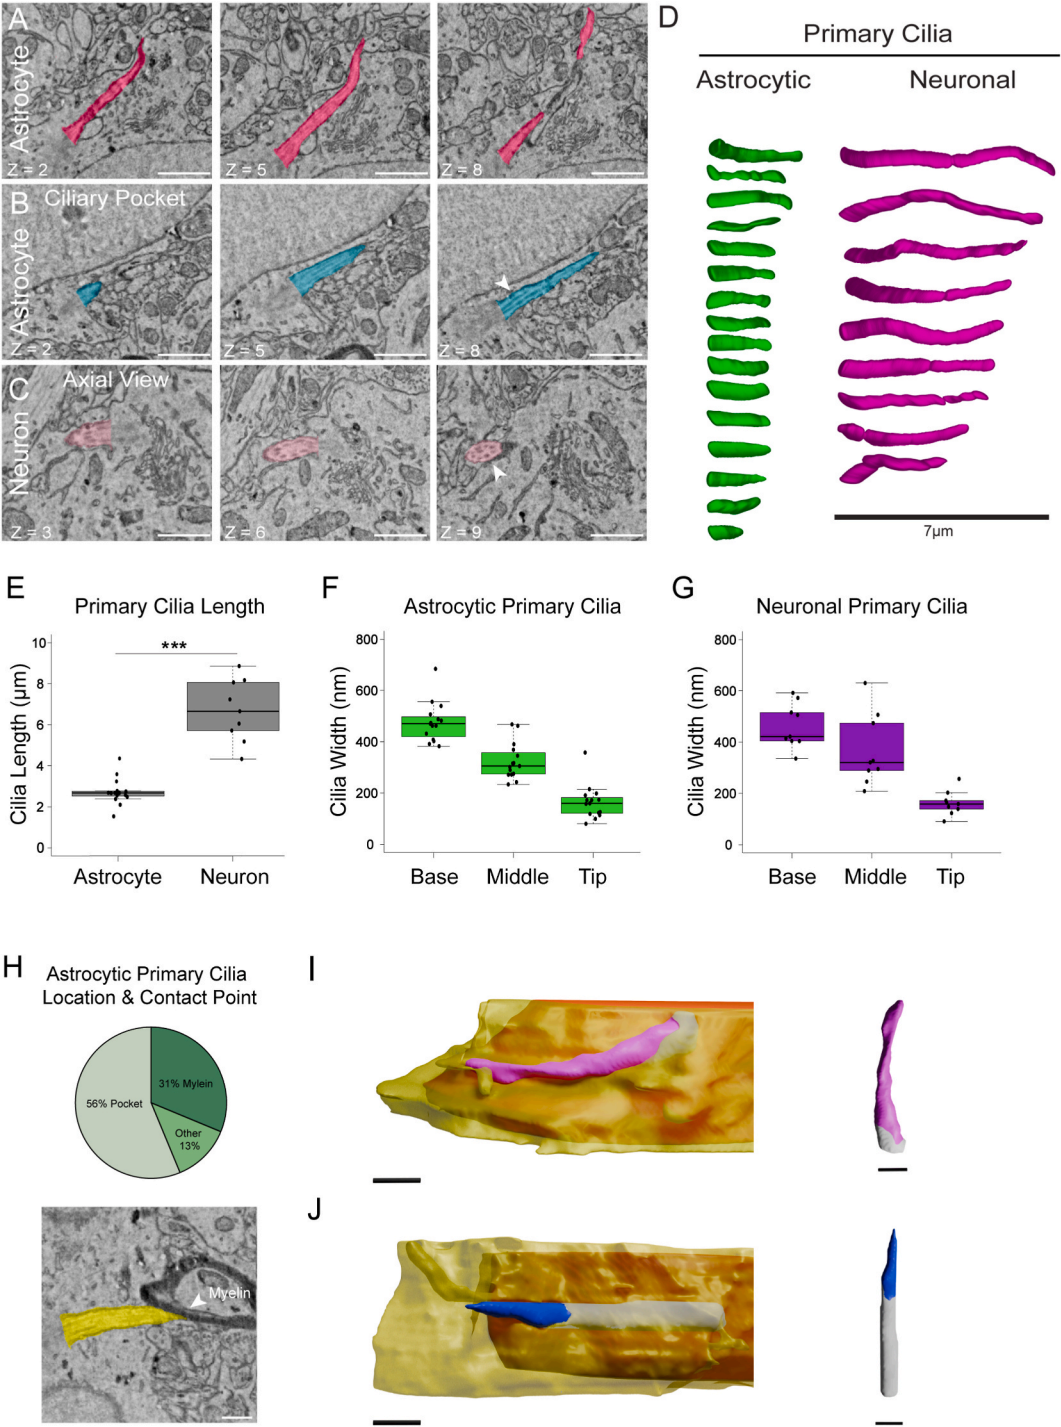 A
Astrocyte
Z = 2
Z = 5
Z = 8
B
Ciliary Pocket
Astrocyte
Z = 2
Z = 5
Z = 8
C
Axial View
Neuron
Z = 3
Z = 6
Z = 9
D
Primary Cilia
Astrocytic Neuronal
7µm
E
Primary Cilia Length
***
Cilia Length (µm)
10
8
6
4
2
0
Astrocyte Neuron
F
Astrocytic Primary Cilia
Cilia Width (nm)
800
600
400
200
0
Base Middle Tip
G
Neuronal Primary Cilia
Cilia Width (nm)
800
600
400
200
0
Base Middle Tip
H
Astrocytic Primary Cilia
Location & Contact Point
31% Mylein
56% Pocket
Other
13%
Myelin
I
J